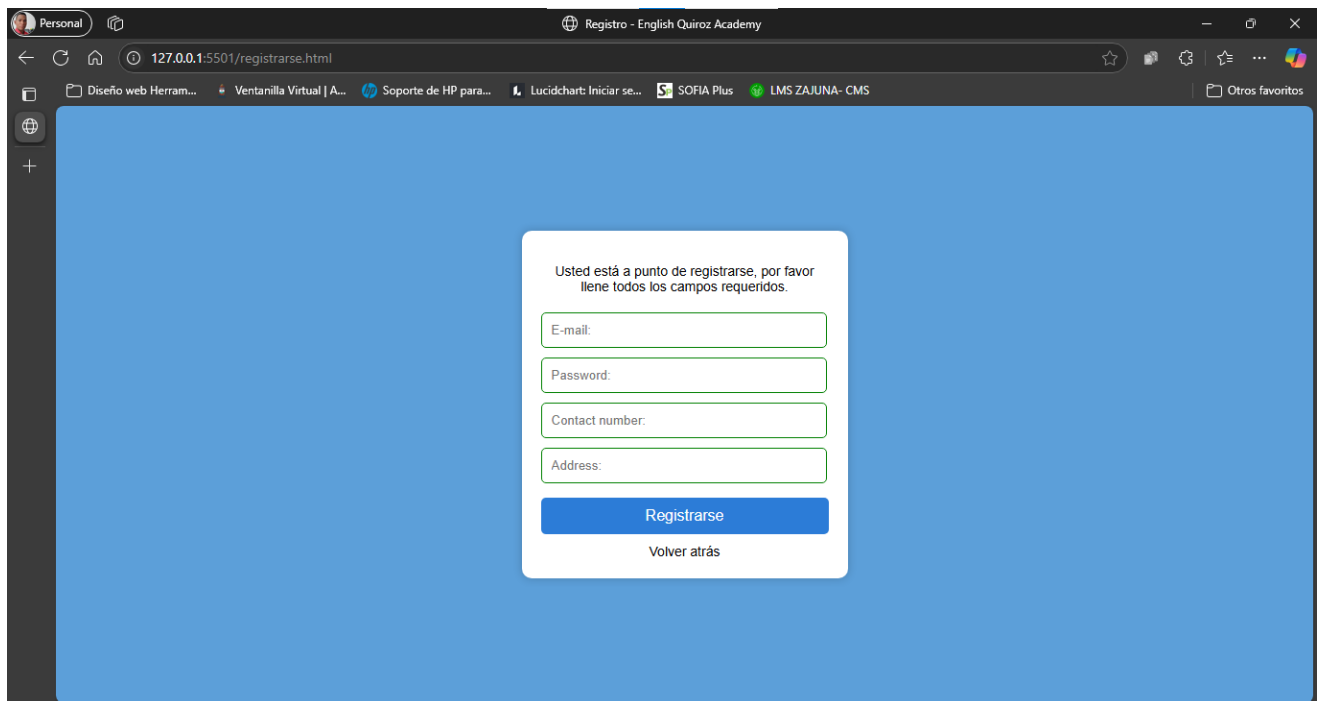 Personal
Registro - English Quiroz Academy
127.0.0.1:5501/registrarse.html
Diseño web Herram...
Ventanilla Virtual | A...
Soporte de HP para...
Lucidchart: Iniciar se...
SOFIA Plus
LMS ZAJUNA- CMS
Otros favoritos
Usted está a punto de registrarse, por favor
llene todos los campos requeridos.
E-mail:
Password:
Contact number:
Address:
Registrarse
Volver atrás